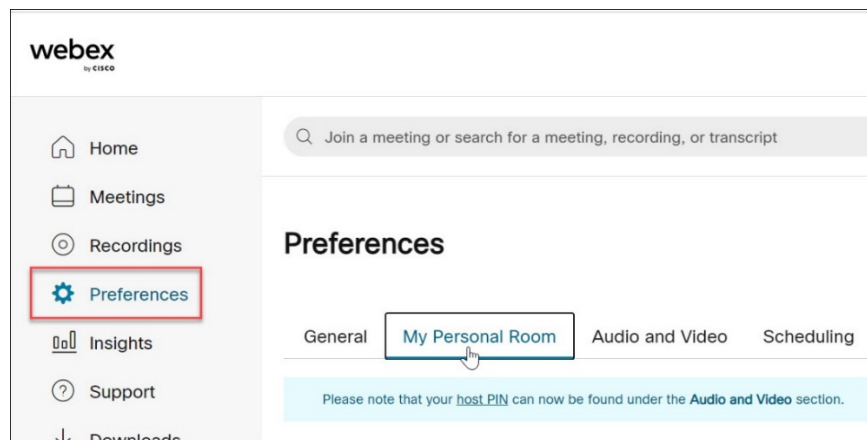 webex
by CISCO
Join a meeting or search for a meeting, recording, or transcript
Home
Meetings
Recordings
Preferences
Insights
Support
Downloads
Preferences
General My Personal Room Audio and Video Scheduling
Please note that your host PIN can now be found under the Audio and Video section.